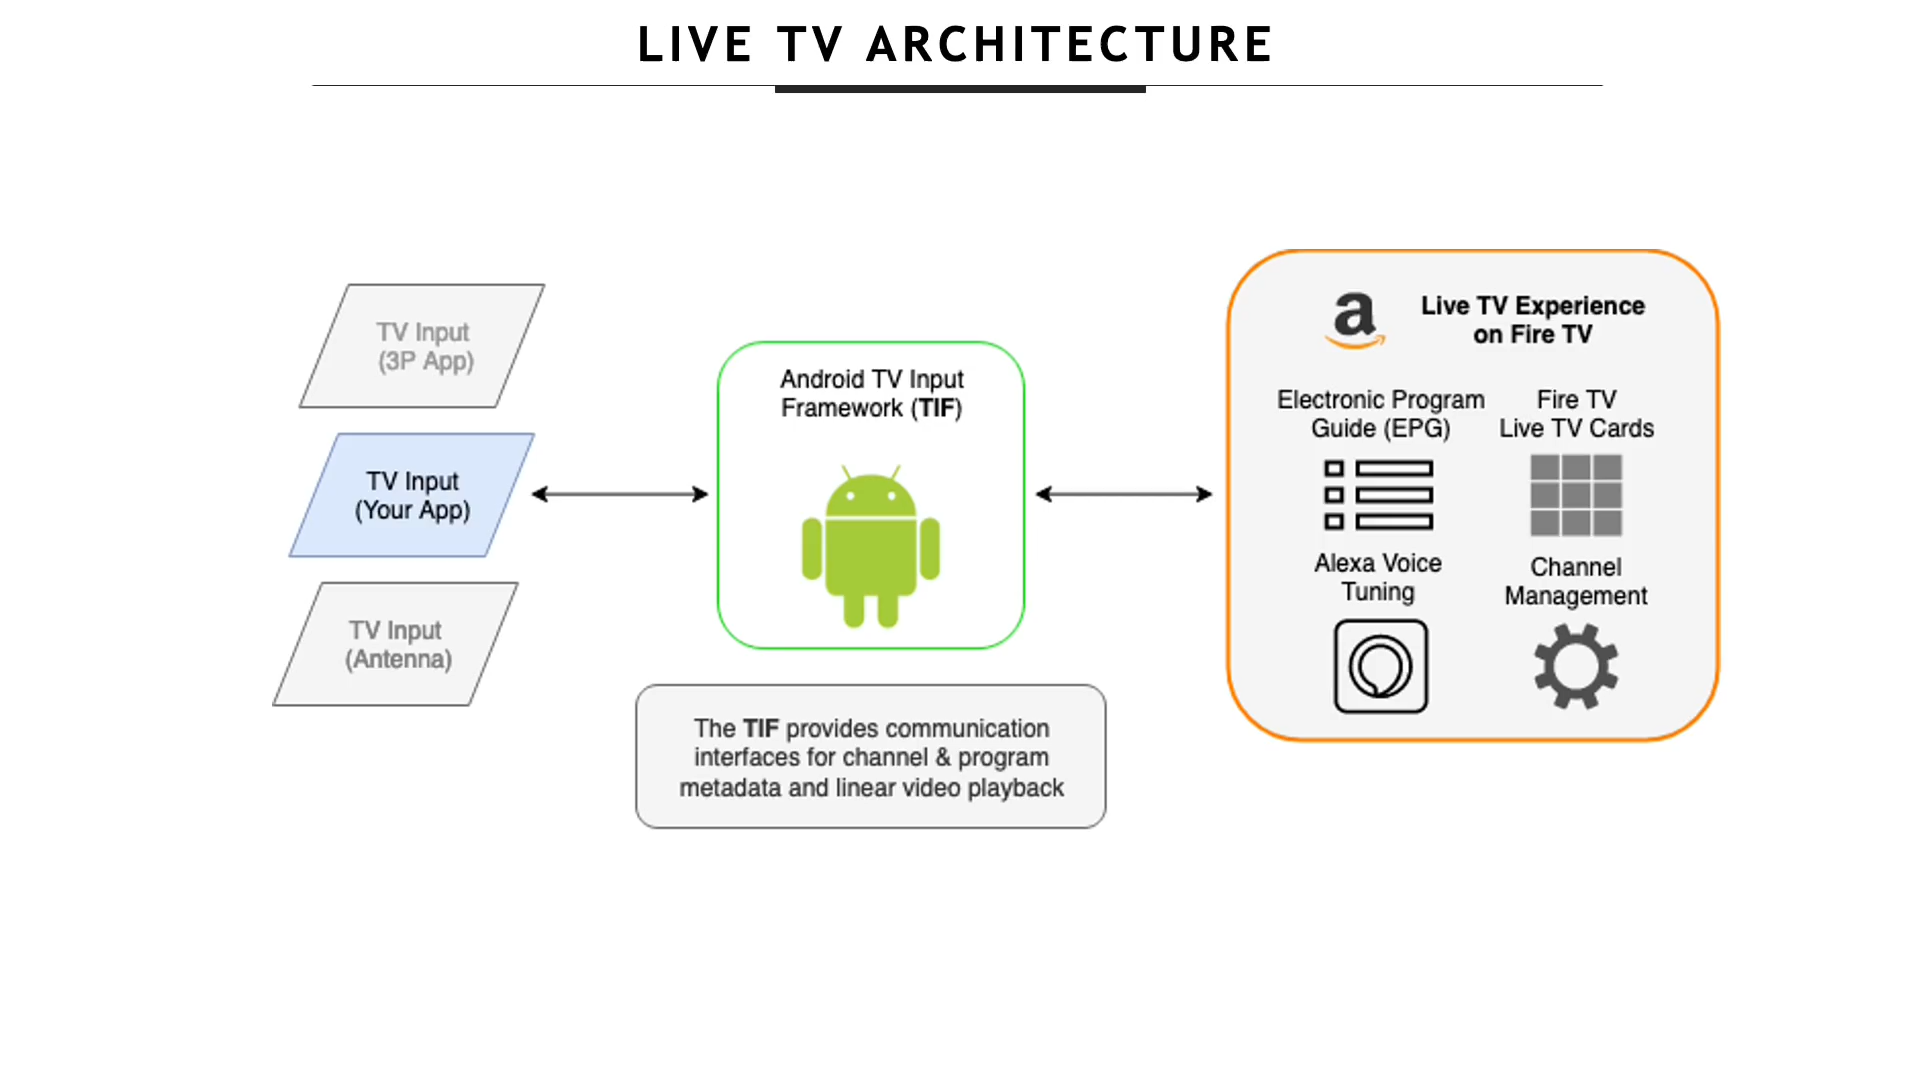 LIVE TV ARCHITECTURE
TV Input
(3P App)
TV Input
(Your App)
TV Input
(Antenna)
Android TV Input
Framework (TIF)
The TIF provides communication
interfaces for channel & program
metadata and linear video playback
a
Live TV Experience
on Fire TV
Electronic Program
Guide (EPG)
Fire TV
Live TV Cards
Alexa Voice
Tuning
Channel
Management